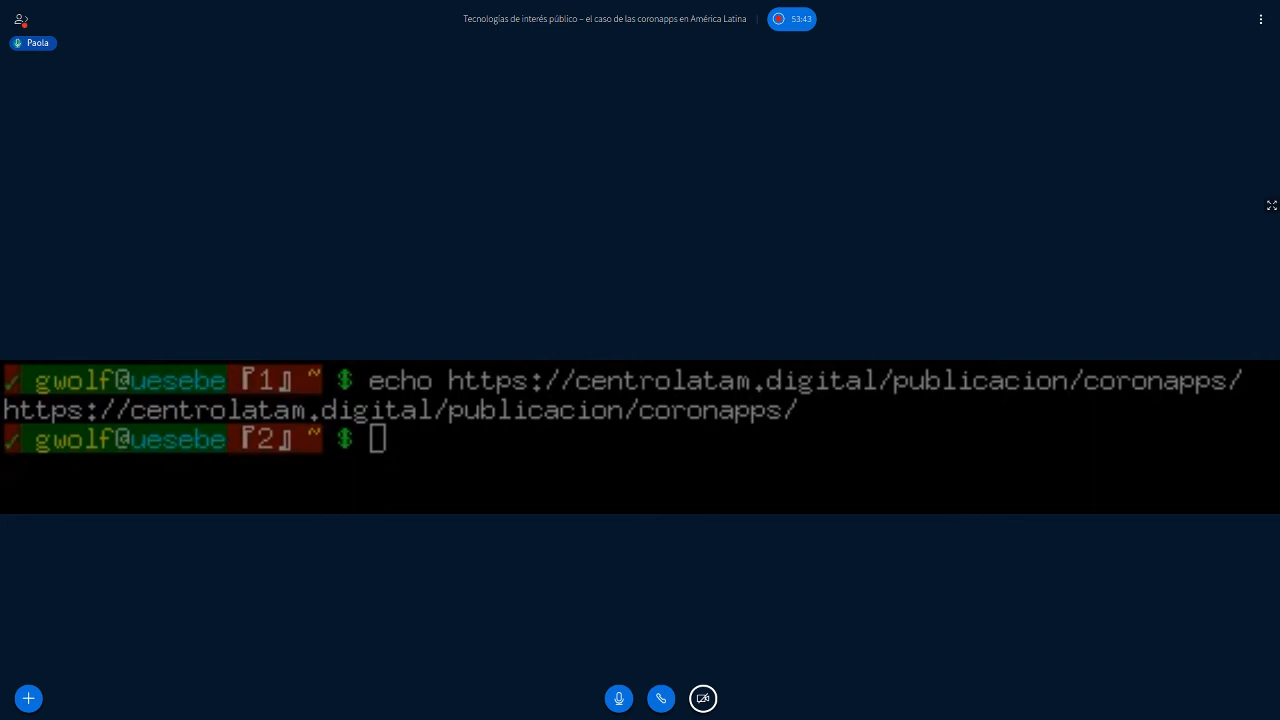 Tecnologías de interés público – el caso de las coronapps en América Latina
53:43
Paola
✓ gwolf@uesebe 『1』 ~ $ echo https://centrolatam.digital/publicacion/coronapps/
https://centrolatam.digital/publicacion/coronapps/
✓ gwolf@uesebe 『2』 ~ $